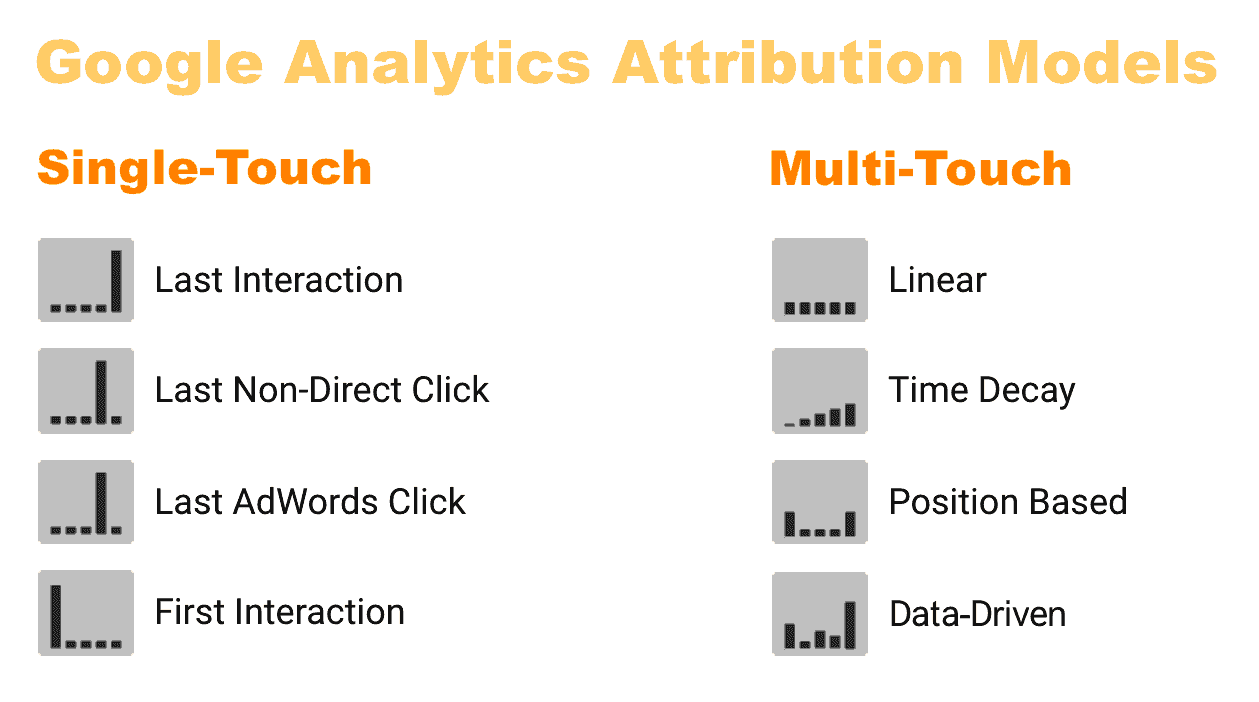 Google Analytics Attribution Models
Single-Touch
Last Interaction
Last Non-Direct Click
Last AdWords Click
First Interaction
Multi-Touch
Linear
Time Decay
Position Based
Data-Driven